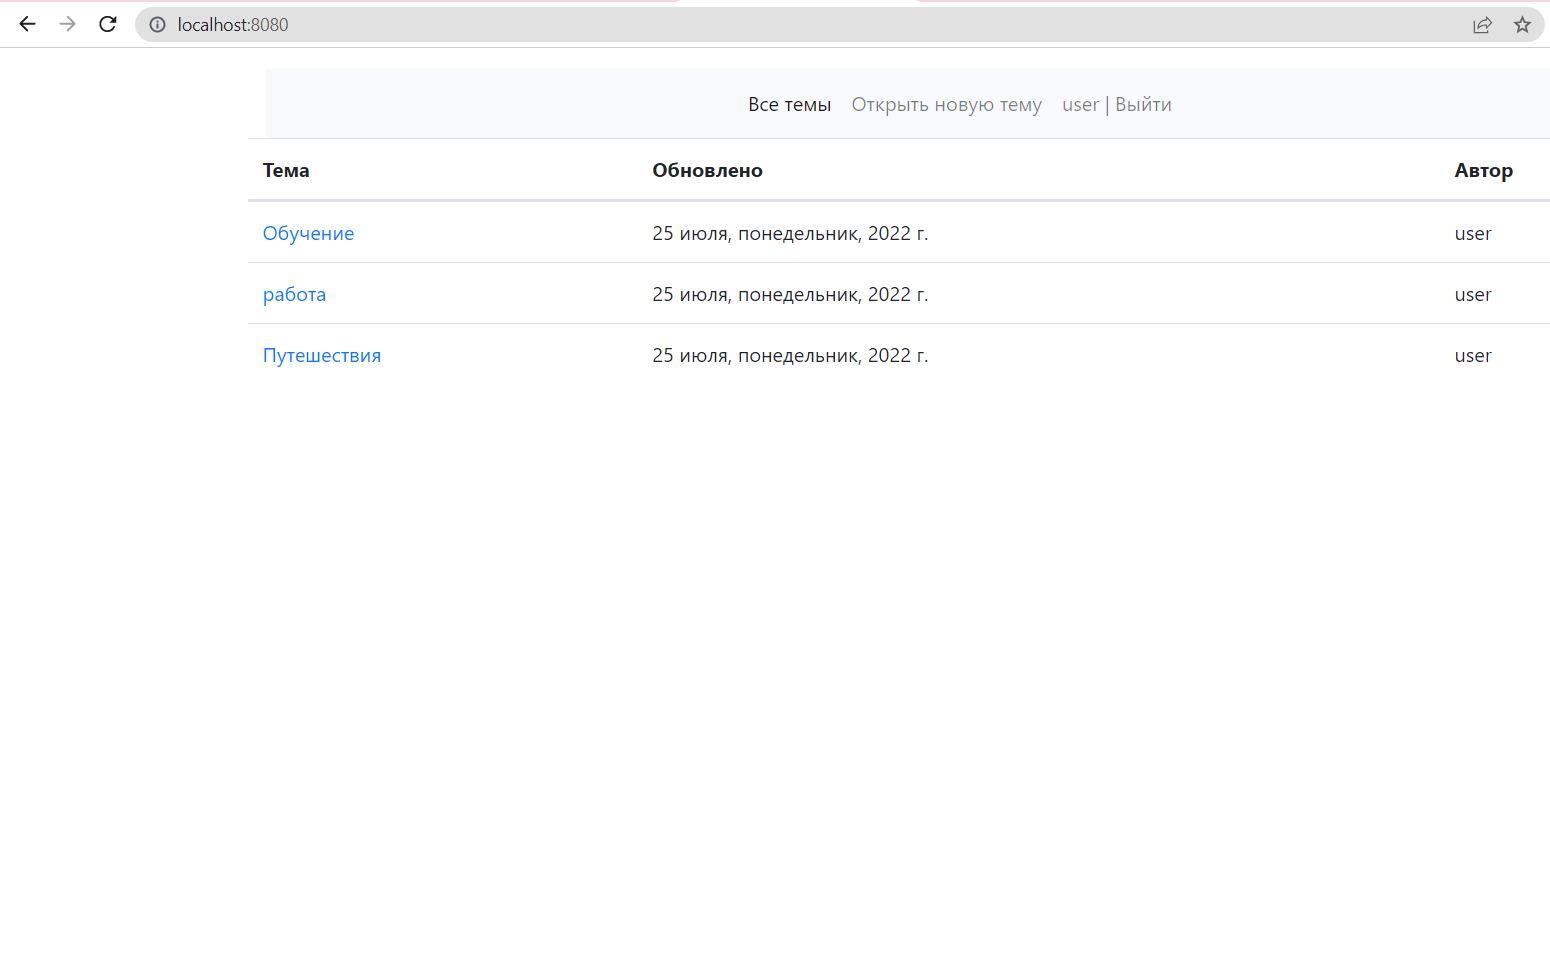 localhost:8080
Все темы Открыть новую тему user | Выйти
Тема Обновлено Автор
Обучение 25 июля, понедельник, 2022 г. user
работа 25 июля, понедельник, 2022 г. user
Путешествия 25 июля, понедельник, 2022 г. user